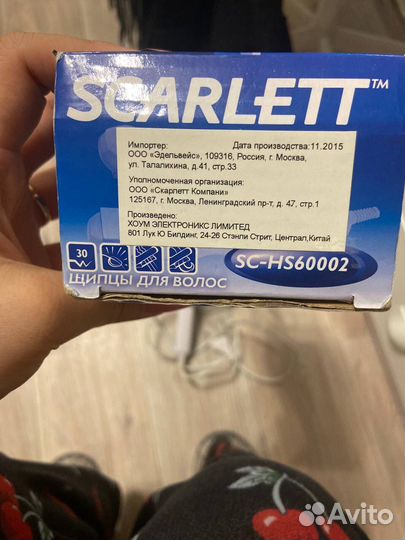 SCARLETT™
Импортер: Дата производства:11.2015
ООО «Эдельвейс», 109316, Россия, г. Москва,
ул. Талалихина, д.41, стр.33
Уполномоченная организация:
ООО «Скарлетт Компани»
125167, г. Москва, Ленинградский пр-т, д. 47, стр.1
Произведено:
ХОУМ ЭЛЕКТРОНИКС ЛИМИТЕД
801 Лук Ю Билдинг, 24-26 Стэнли Стрит, Централ,Китай
30
SC-HS60002
ЩИПЦЫ ДЛЯ ВОЛОС
Avito